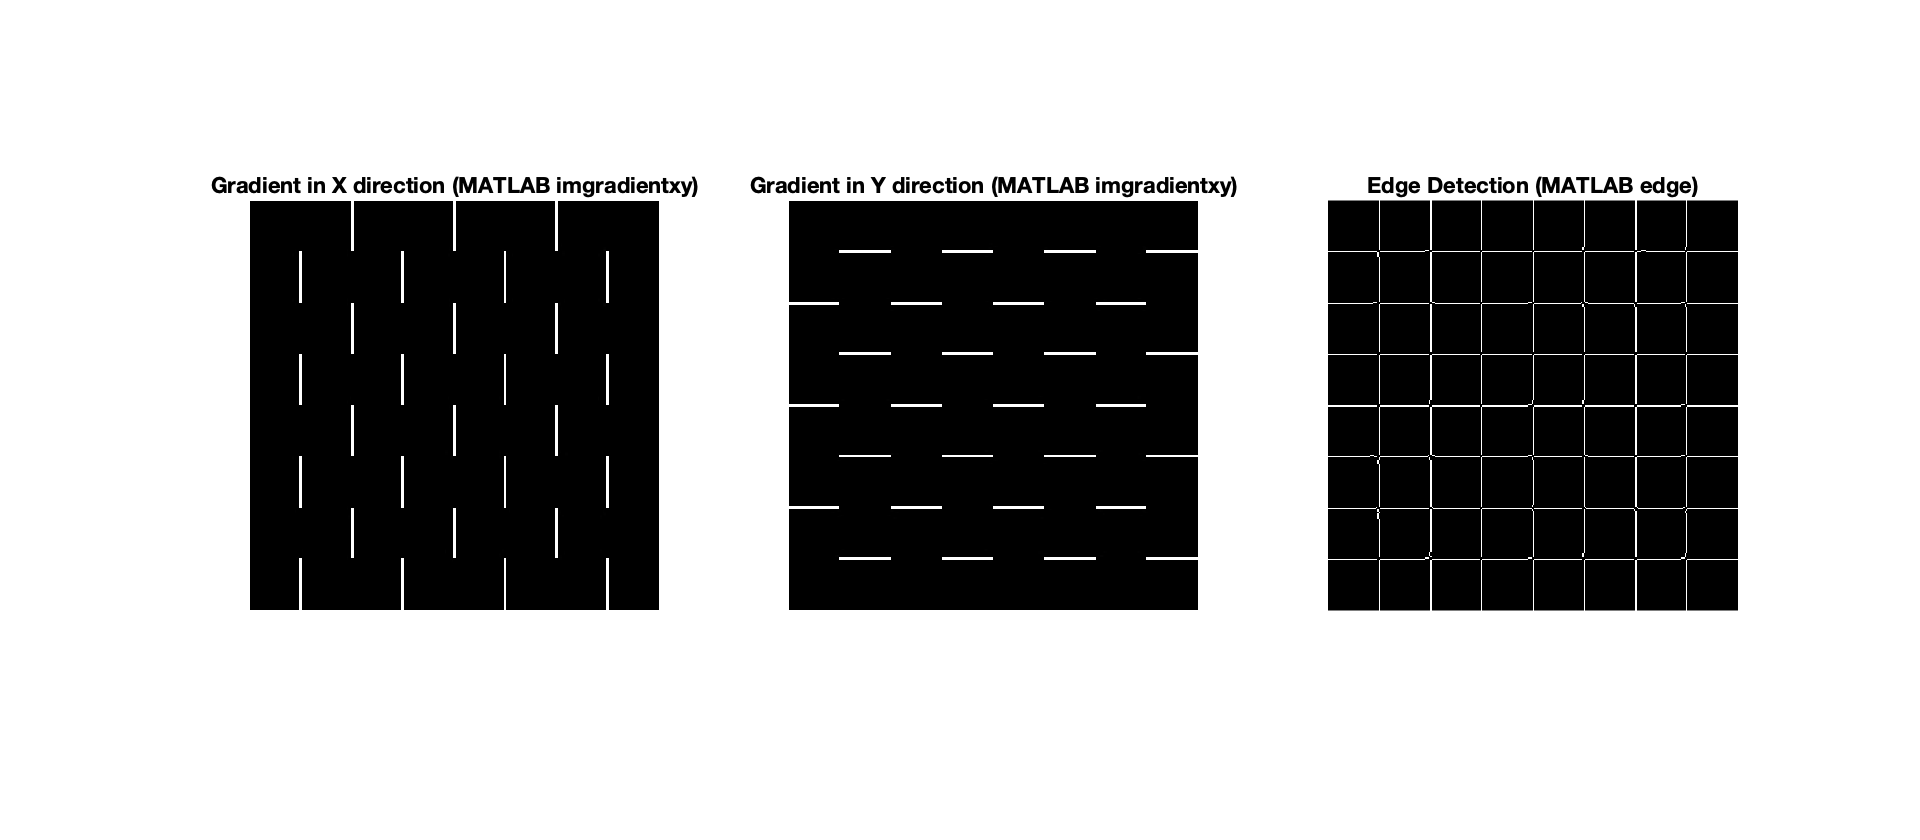 Gradient in X direction (MATLAB imgradientxy)
Gradient in Y direction (MATLAB imgradientxy)
Edge Detection (MATLAB edge)